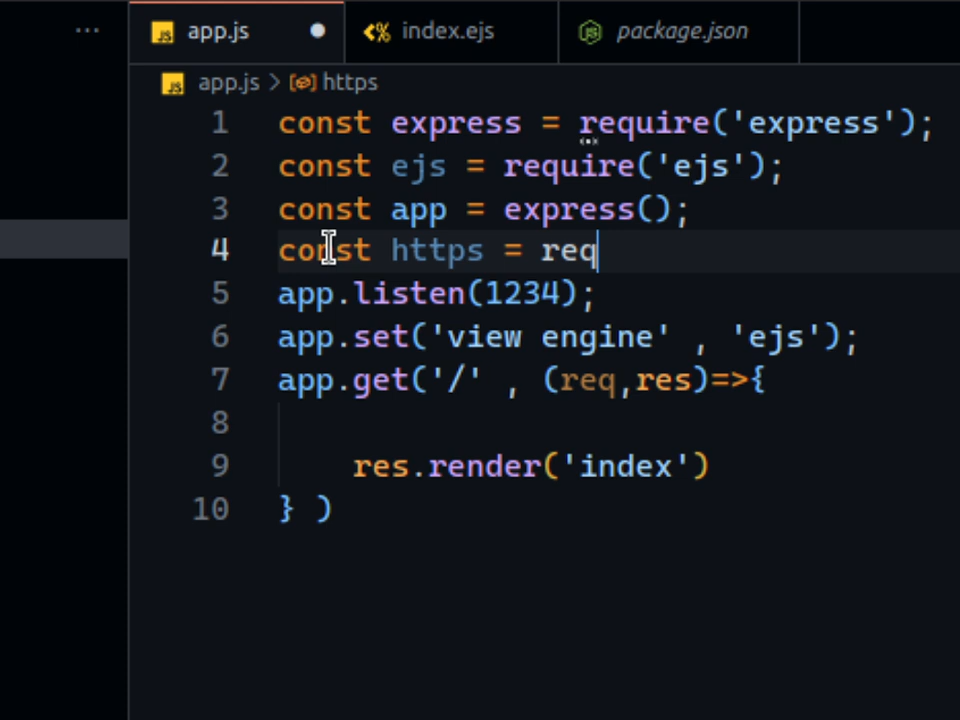 ··· app.js ● index.ejs package.json
app.js > https
1 const express = require('express');
2 const ejs = require('ejs');
3 const app = express();
4 const https = req
5 app.listen(1234);
6 app.set('view engine' , 'ejs');
7 app.get('/' , (req,res)=>{
8
9     res.render('index')
10 } )